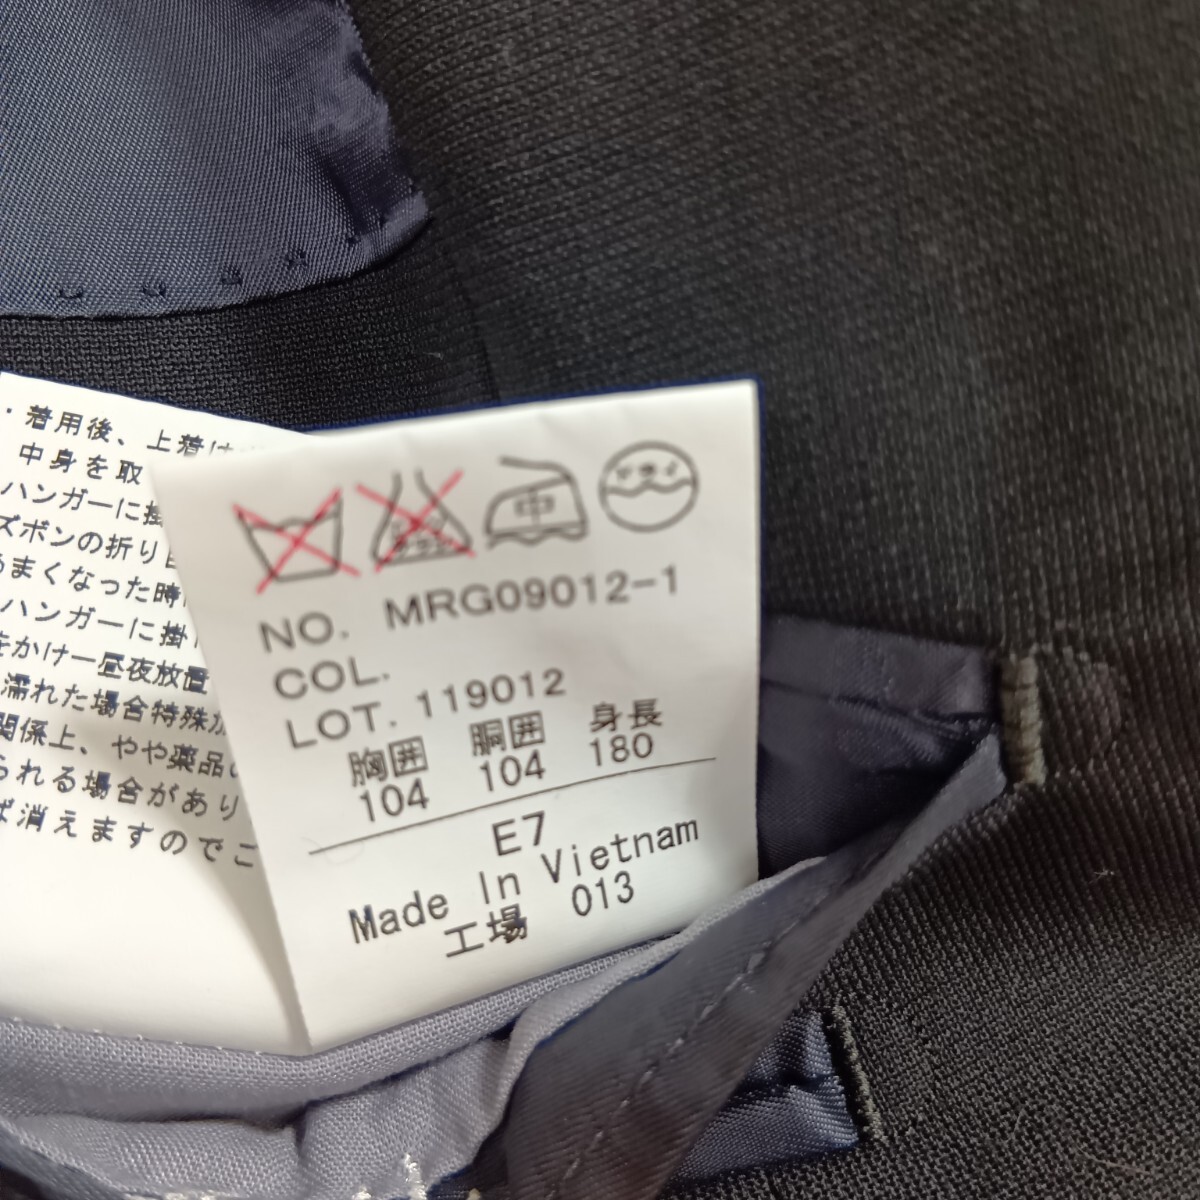 ・着用後、上着は
中身を取
ハンガーに掛
ズボンの折り目
まくなった時
ハンガーに掛け
をかけ一昼夜放置
濡れた場合特殊加
関係上、やや薬品
られる場合があり
ば消えますのでご
中
NO. MRG09012-1
COL.
LOT. 119012
胸囲 胴囲 身長
104 104 180
E7
Made In Vietnam
工場 013